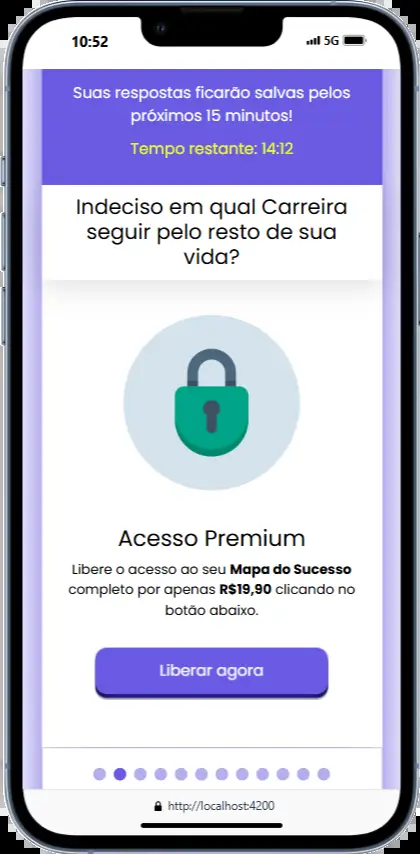 10:52
5G
Suas respostas ficarão salvas pelos
próximos 15 minutos!
Tempo restante: 14:12
Indeciso em qual Carreira
seguir pelo resto de sua
vida?
Acesso Premium
Libere o acesso ao seu Mapa do Sucesso
completo por apenas R$19,90 clicando no
botão abaixo.
Liberar agora
http://localhost:4200